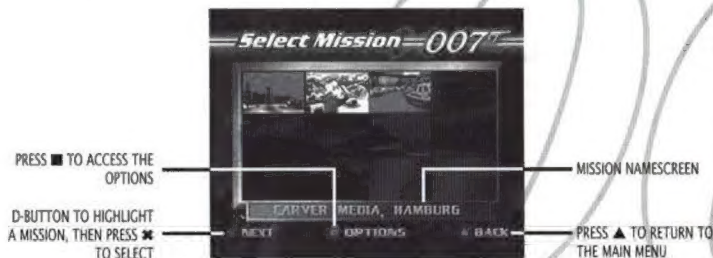 Select Mission 007
PRESS ■ TO ACCESS THE
OPTIONS
MISSION NAMESCREEN
CARVER MEDIA, HAMBURG
D-BUTTON TO HIGHLIGHT
A MISSION, THEN PRESS ✖
TO SELECT
NEXT OPTIONS BACK
PRESS ▲ TO RETURN TO
THE MAIN MENU